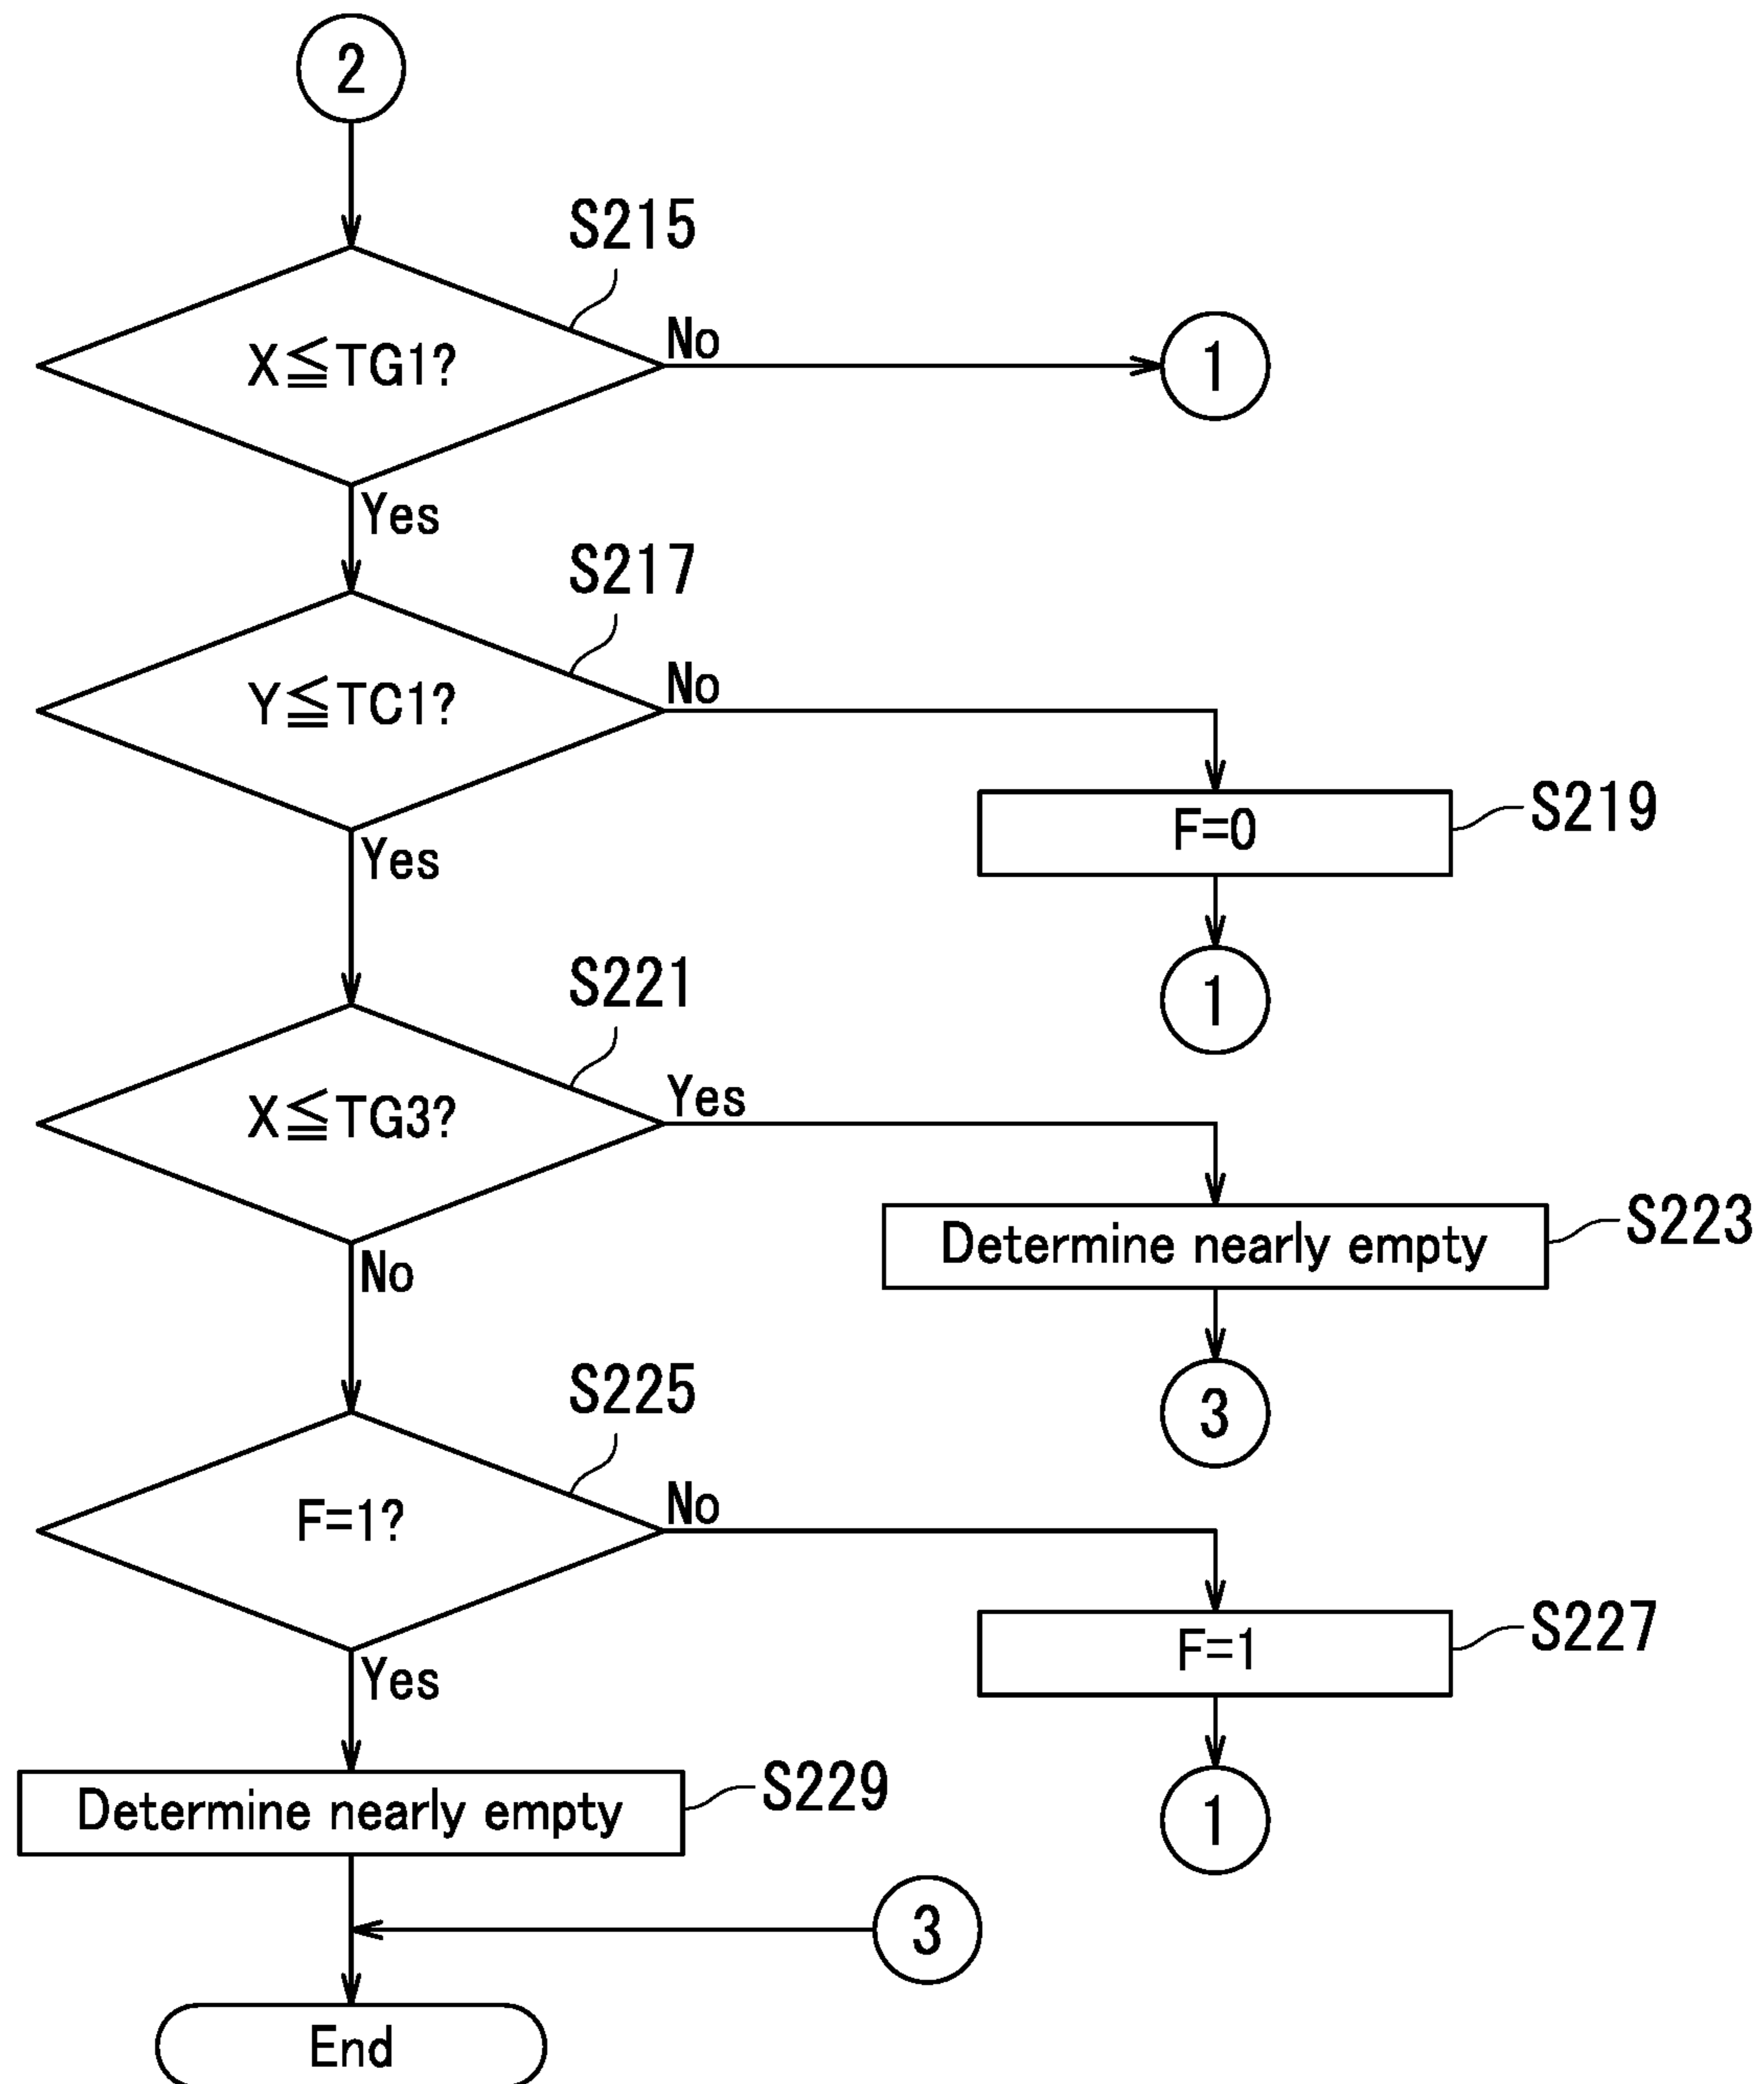 2
S215
X≦TG1?
No
1
Yes
S217
Y≦TC1?
No
F=0
S219
Yes
1
S221
X≦TG3?
Yes
Determine nearly empty
S223
No
3
S225
F=1?
No
F=1
S227
Yes
Determine nearly empty
S229
1
3
End